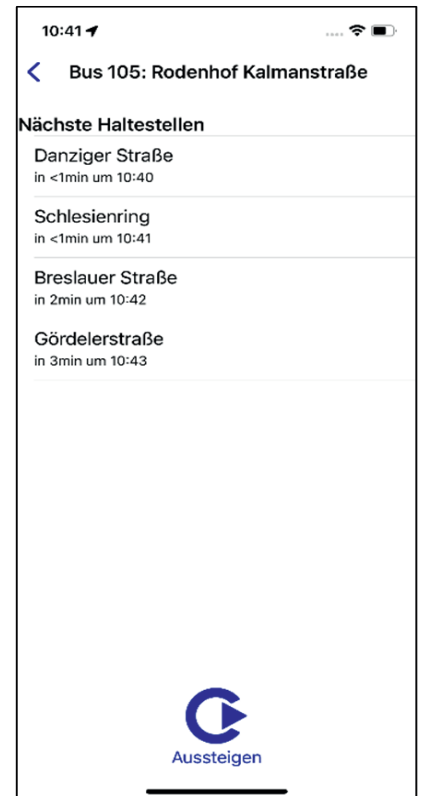 10:41
Bus 105: Rodenhof Kalmanstraße
Nächste Haltestellen
Danziger Straße
in <1min um 10:40
Schlesienring
in <1min um 10:41
Breslauer Straße
in 2min um 10:42
Gördelerstraße
in 3min um 10:43
Aussteigen